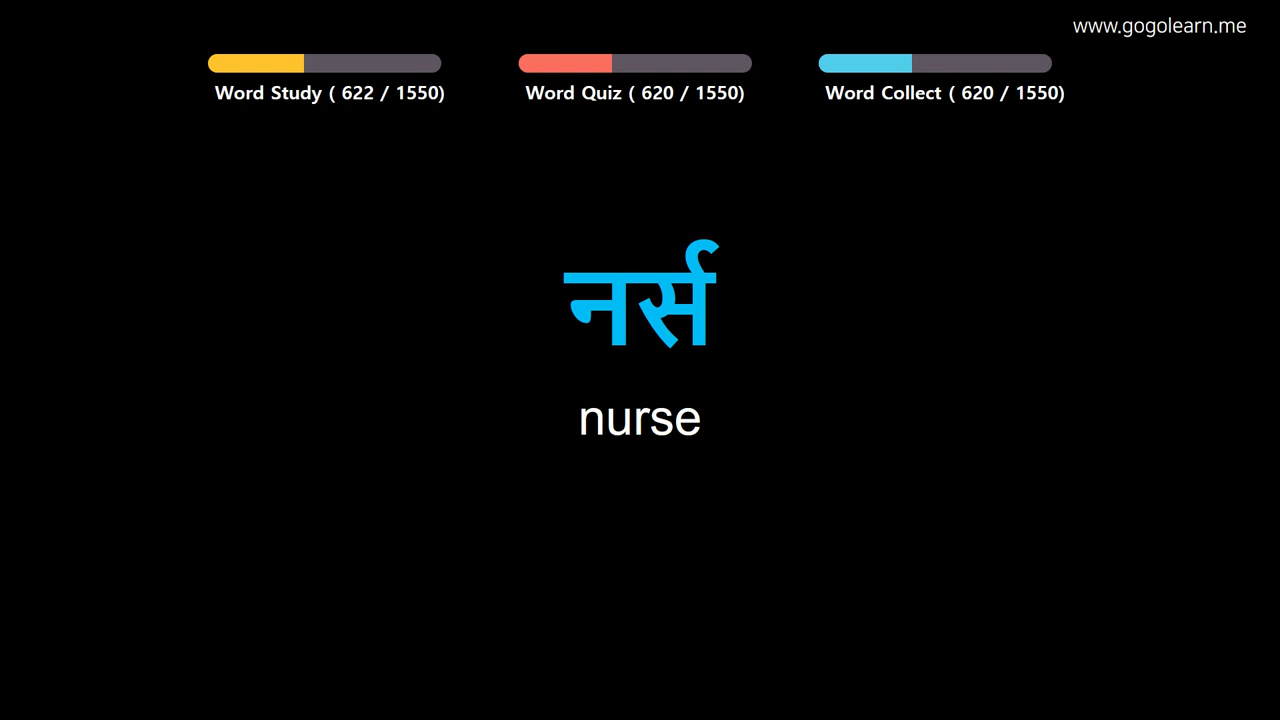 www.gogolearn.me
Word Study ( 622 / 1550)
Word Quiz ( 620 / 1550)
Word Collect ( 620 / 1550)
नर्स
nurse